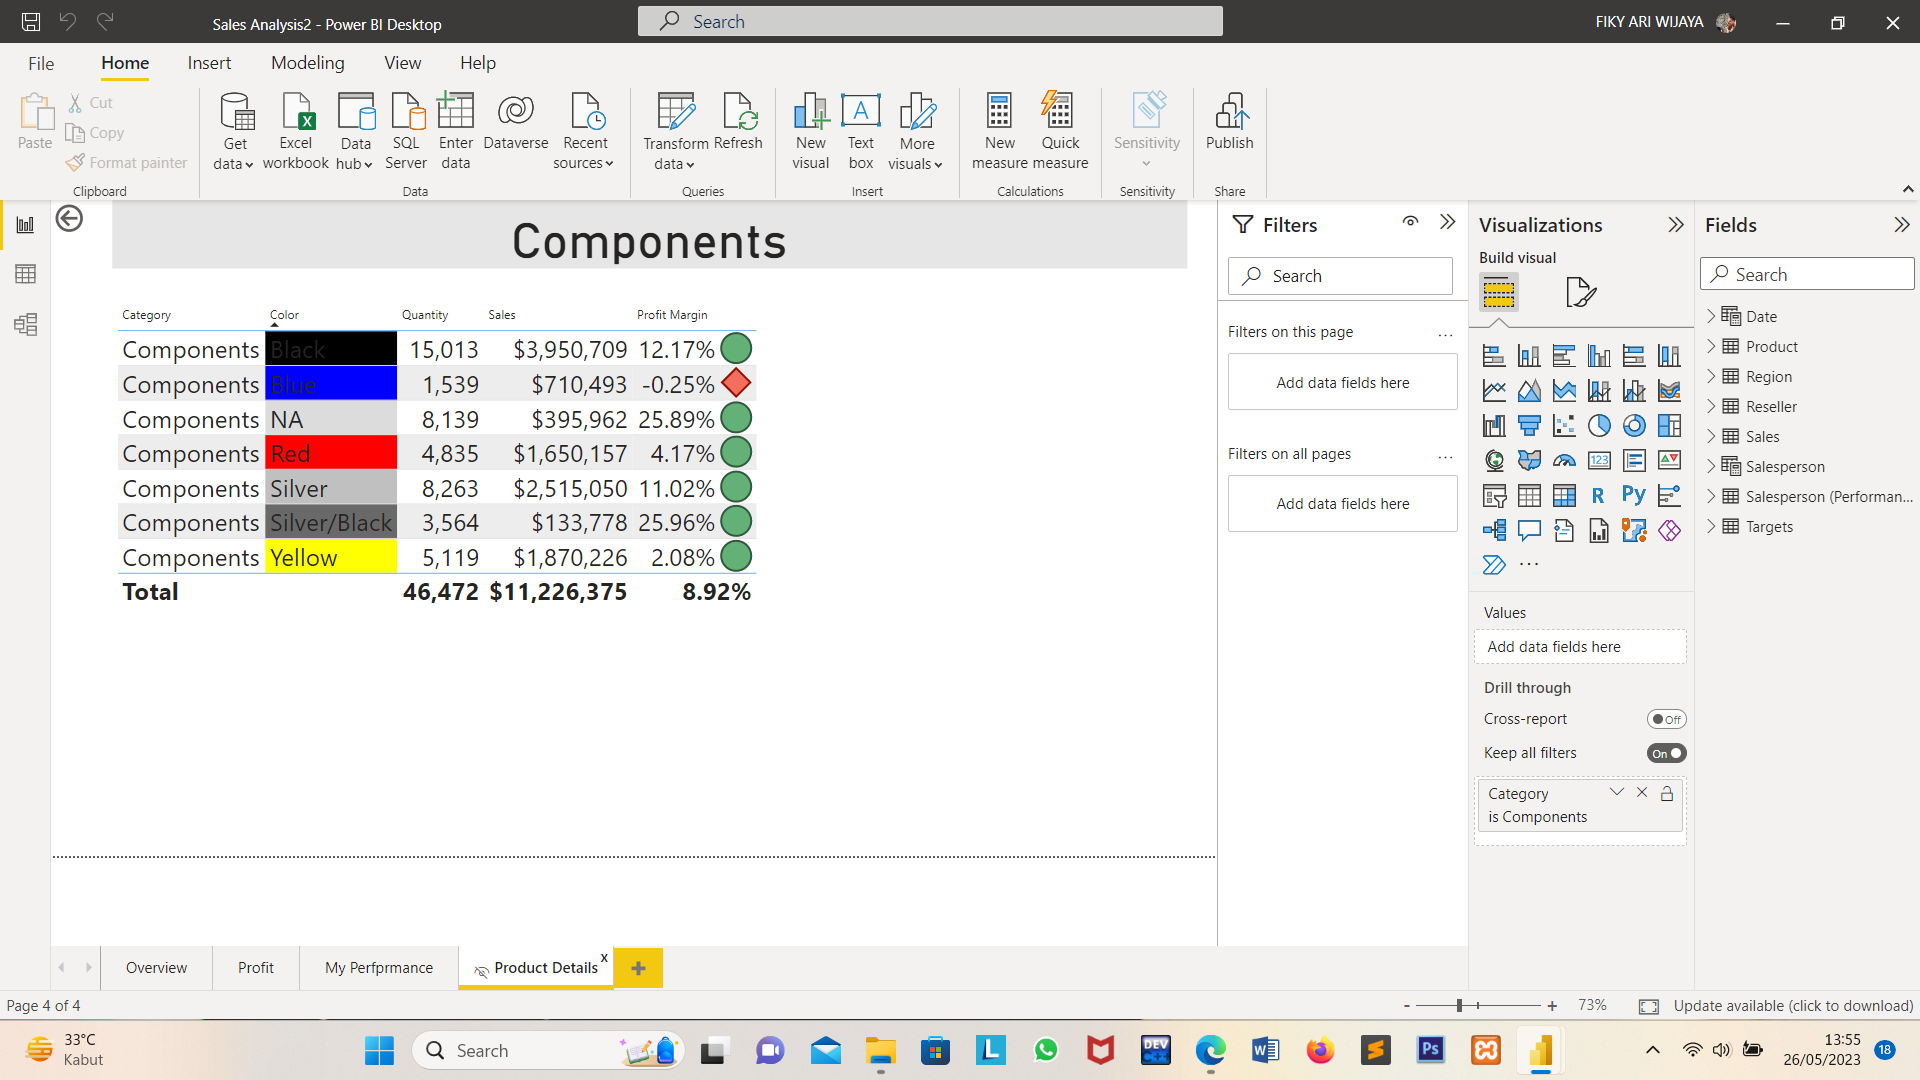 Sales Analysis2 - Power BI Desktop
Search
FIKY ARI WIJAYA
File Home Insert Modeling View Help
Paste
Cut
Copy
Format painter
Clipboard
Get data
Excel workbook
Data hub
SQL Server
Enter data
Dataverse
Recent sources
Data
Transform data
Refresh
Queries
New visual
Text box
More visuals
Insert
New measure
Quick measure
Calculations
Sensitivity
Sensitivity
Publish
Share
Components
Category Color Quantity Sales Profit Margin
Components Black 15,013 $3,950,709 12.17%
Components Blue 1,539 $710,493 -0.25%
Components NA 8,139 $395,962 25.89%
Components Red 4,835 $1,650,157 4.17%
Components Silver 8,263 $2,515,050 11.02%
Components Silver/Black 3,564 $133,778 25.96%
Components Yellow 5,119 $1,870,226 2.08%
Total 46,472 $11,226,375 8.92%
Filters
Search
Filters on this page ...
Add data fields here
Filters on all pages ...
Add data fields here
Visualizations
Build visual
123
R
Py
...
Values
Add data fields here
Drill through
Cross-report Off
Keep all filters On
Category
is Components
Fields
Search
Date
Product
Region
Reseller
Sales
Salesperson
Salesperson (Performan...
Targets
Overview Profit My Perfprmance Product Details x +
Page 4 of 4
- + 73%
Update available (click to download)
33°C
Kabut
Search
L
DEV
C++
W
S
Ps
13:55
26/05/2023
18